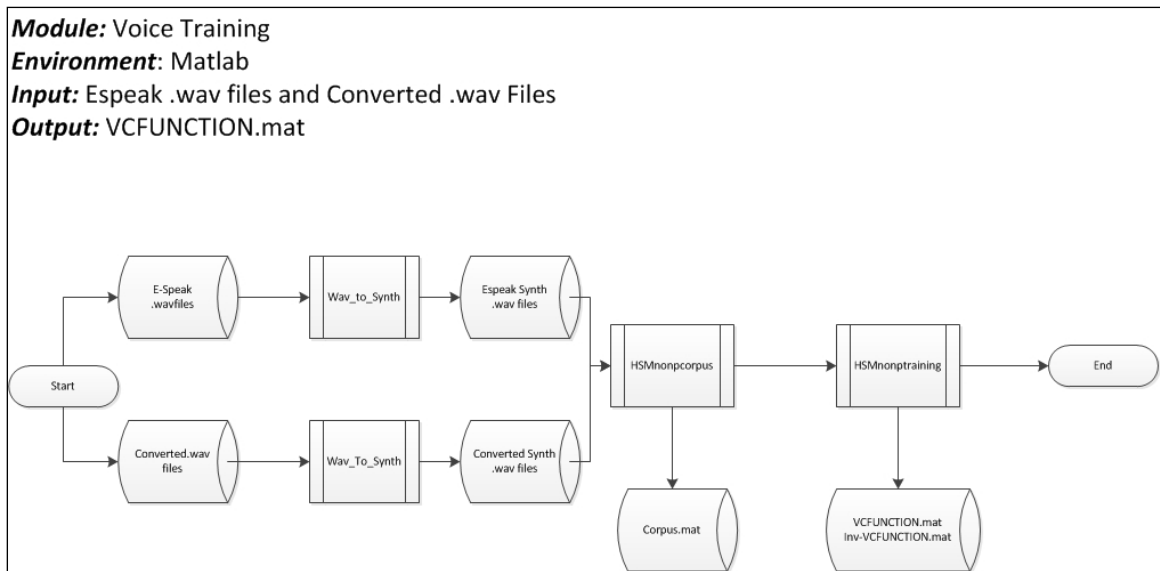 Module: Voice Training
Environment: Matlab
Input: Espeak .wav files and Converted .wav Files
Output: VCFUNCTION.mat
E-Speak
.wavfiles
Wav_to_Synth
Espeak Synth
.wav files
Start
HSMnonpcorpus
HSMnonptraining
End
Converted.wav
files
Wav_To_Synth
Converted Synth
.wav files
Corpus.mat
VCFUNCTION.mat
Inv-VCFUNCTION.mat